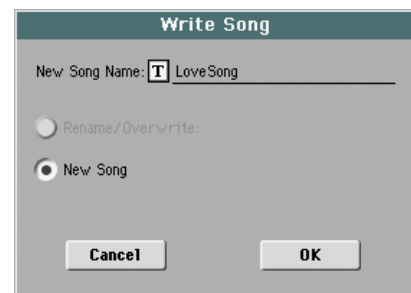 Write Song
New Song Name: T LoveSong
Rename/Overwrite:
New Song
Cancel OK